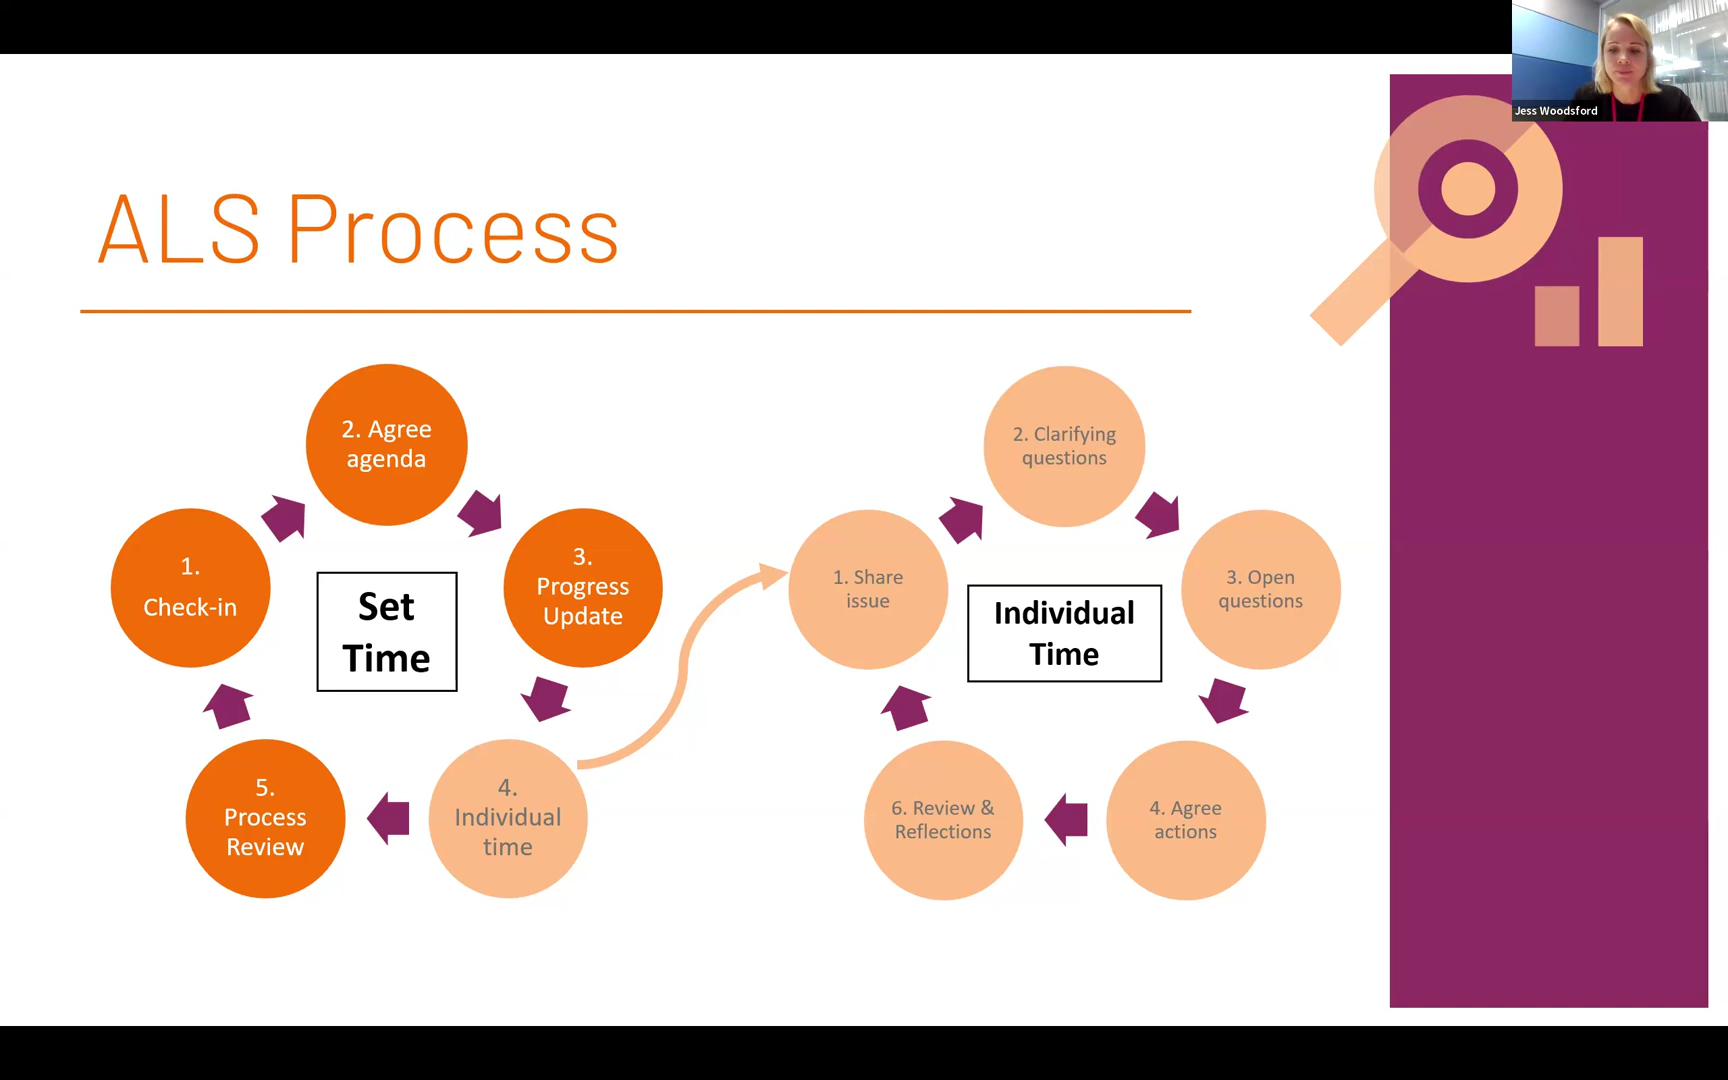 Jess Woodsford
ALS Process
2. Agree
agenda
1.
Check-in
3.
Progress
Update
Set
Time
5.
Process
Review
4.
Individual
time
2. Clarifying
questions
1. Share
issue
3. Open
questions
Individual
Time
6. Review &
Reflections
4. Agree
actions